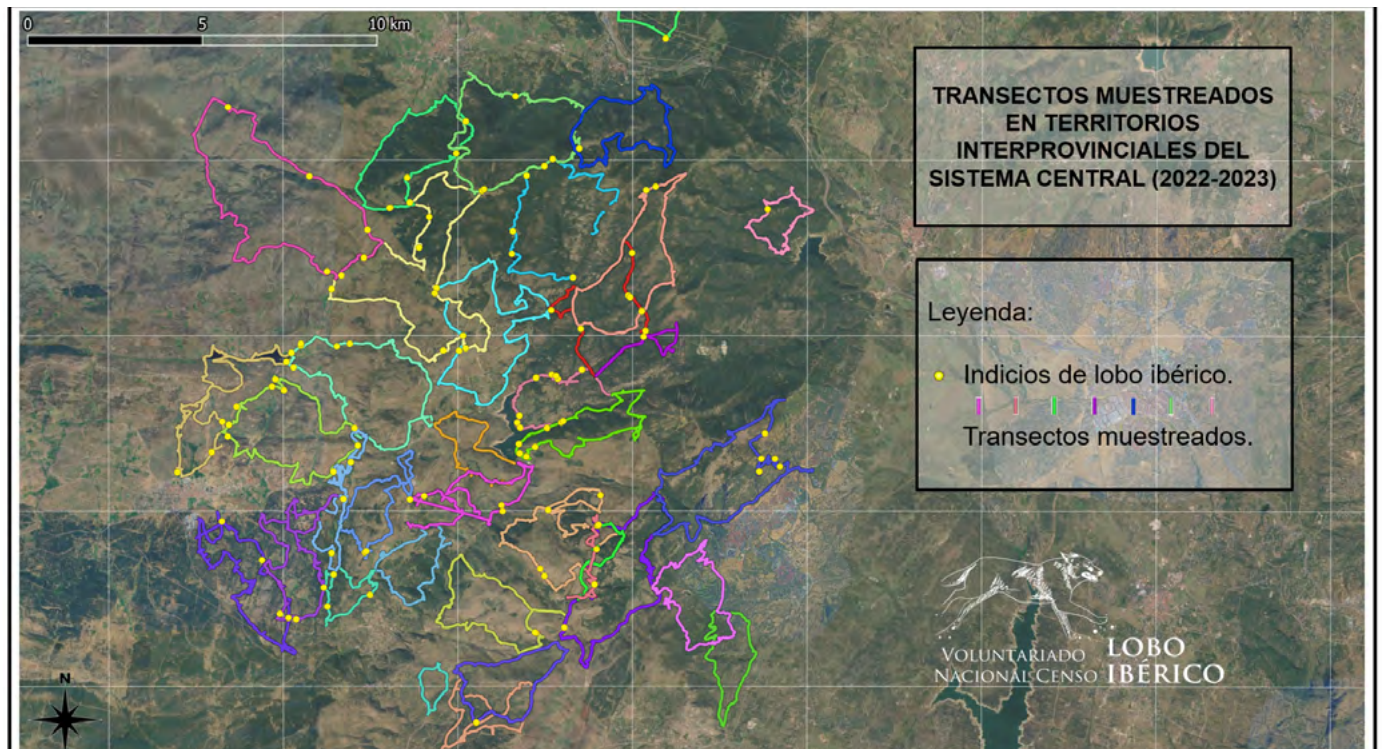 0 5 10 km
TRANSECTOS MUESTREADOS
EN TERRITORIOS
INTERPROVINCIALES DEL
SISTEMA CENTRAL (2022-2023)
Leyenda:
Indicios de lobo ibérico.
Transectos muestreados.
VOLUNTARIADO
NACIONAL CENSO
LOBO
IBÉRICO
N